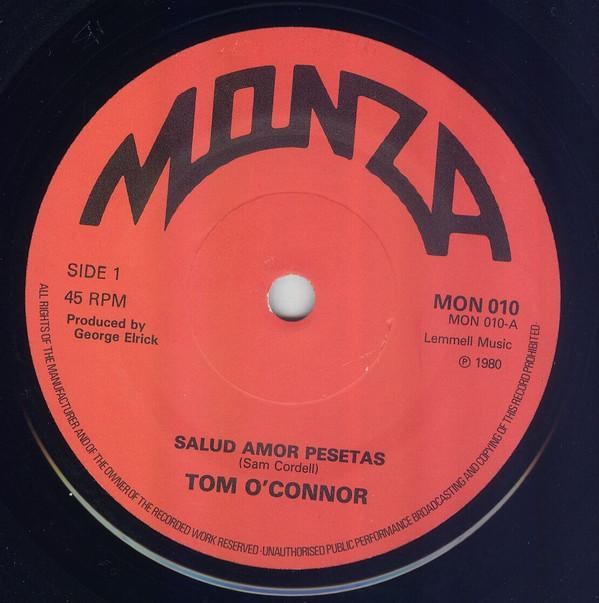 MONZA
SIDE 1
45 RPM
Produced by
George Elrick
MON 010
MON 010-A
Lemmell Music
℗ 1980
SALUD AMOR PESETAS
(Sam Cordell)
TOM O'CONNOR
ALL RIGHTS OF THE MANUFACTURER AND OF THE OWNER OF THE RECORDED WORK RESERVED · UNAUTHORISED PUBLIC PERFORMANCE BROADCASTING AND COPYING OF THIS RECORD PROHIBITED